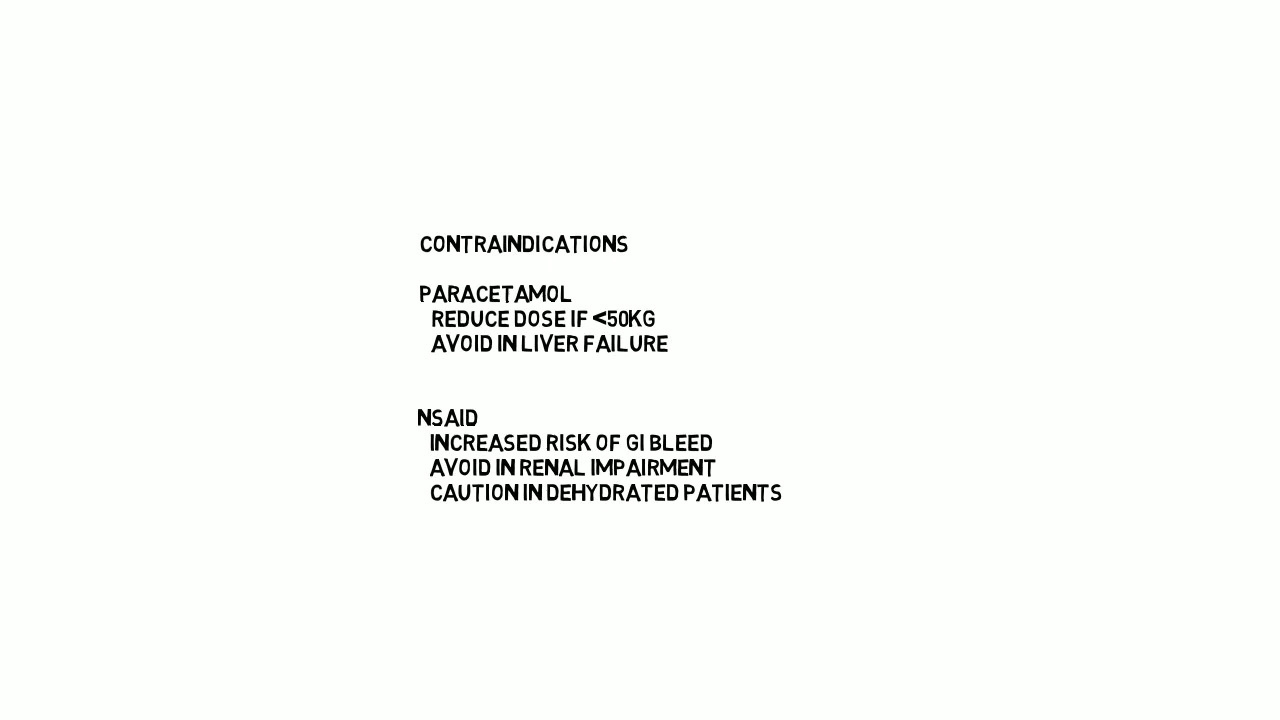 CONTRAINDICATIONS
PARACETAMOL
REDUCE DOSE IF <50KG
AVOID IN LIVER FAILURE
NSAID
INCREASED RISK OF GI BLEED
AVOID IN RENAL IMPAIRMENT
CAUTION IN DEHYDRATED PATIENTS